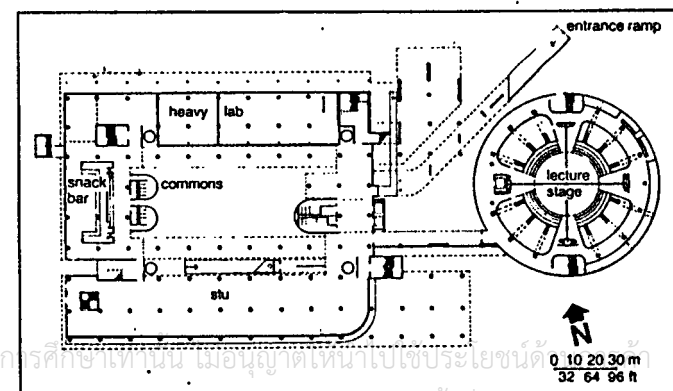 entrance ramp
heavy lab
snack
bar
commons
lecture
stage
stu
N
0 10 20 30 m
32 64 96 ft